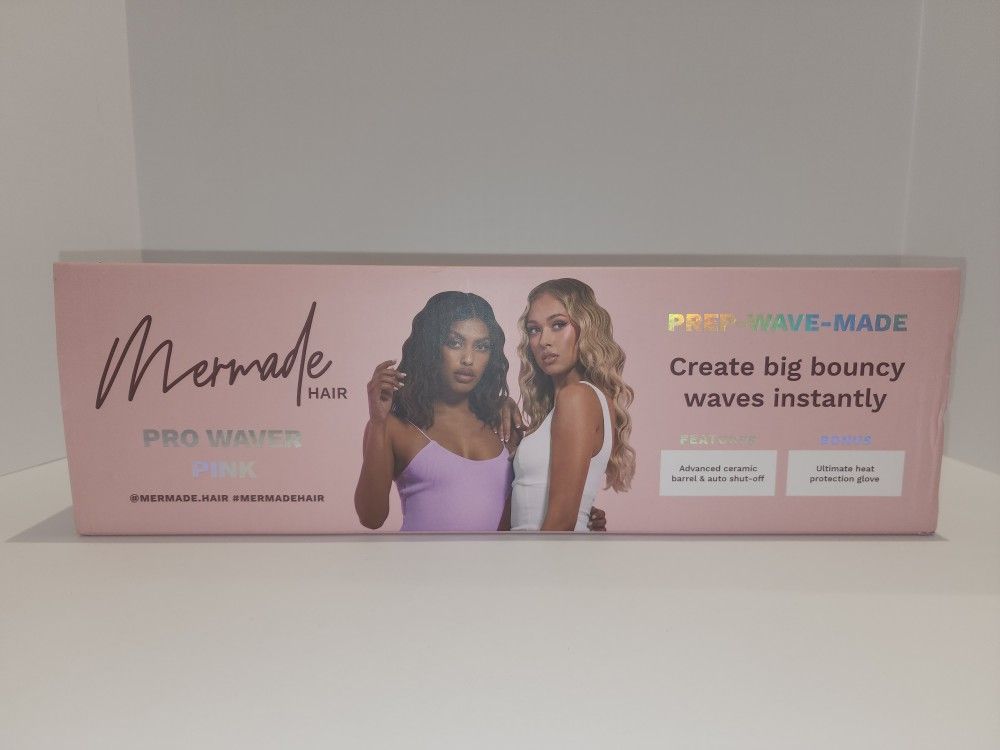 Mermade
HAIR
PRO WAVER
PINK
@MERMADE.HAIR #MERMADEHAIR
PREP-WAVE-MADE
Create big bouncy
waves instantly
FEATURES
Advanced ceramic
barrel & auto shut-off
BONUS
Ultimate heat
protection glove